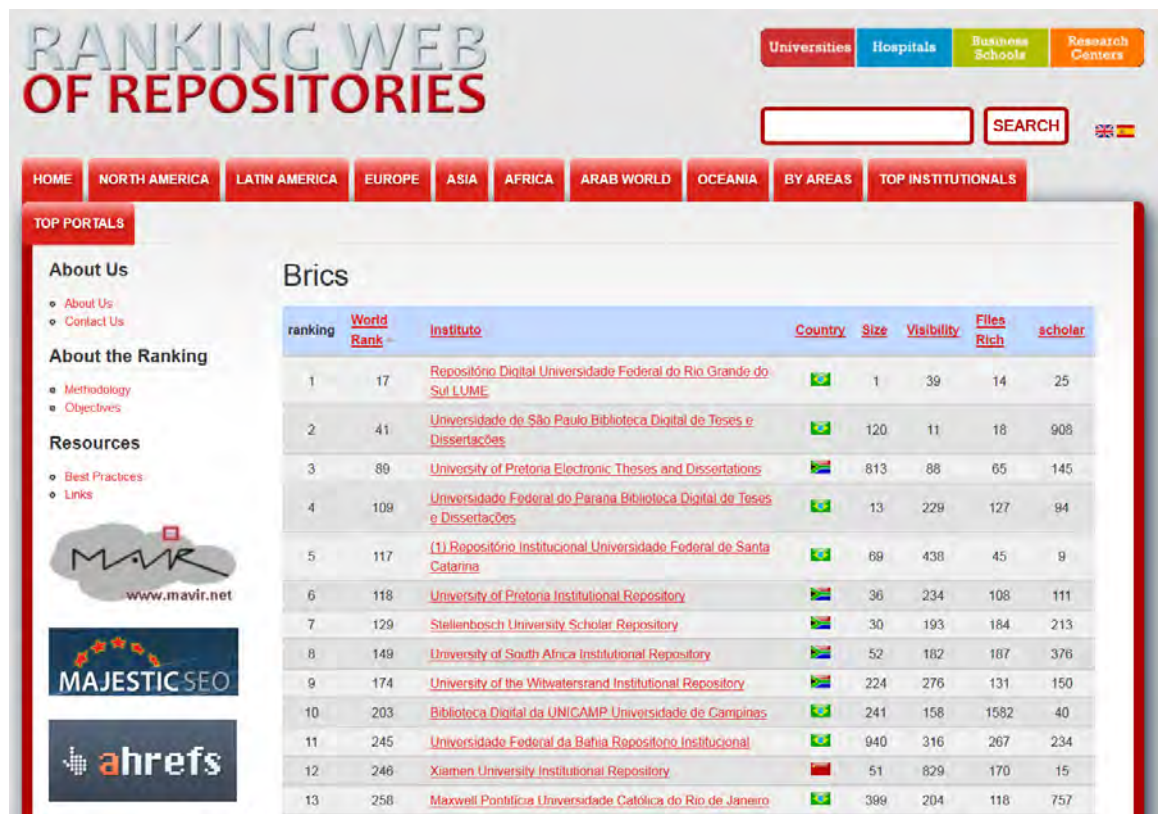 RANKING WEB
OF REPOSITORIES
Universities
Hospitals
Business
Schools
Research
Centers
SEARCH
HOME
NORTH AMERICA
LATIN AMERICA
EUROPE
ASIA
AFRICA
ARAB WORLD
OCEANIA
BY AREAS
TOP INSTITUTIONALS
TOP PORTALS
About Us
About Us
Contact Us
About the Ranking
Methodology
Objectives
Resources
Best Practices
Links
MAVIR
www.mavir.net
MAJESTIC SEO
ahrefs
Brics
ranking World Rank Instituto Country Size Visibility Files Rich scholar
1 17 Repositório Digital Universidade Federal do Rio Grande do
Sul LUME 1 39 14 25
2 41 Universidade de São Paulo Biblioteca Digital de Teses e
Dissertações 120 11 18 908
3 89 University of Pretoria Electronic Theses and Dissertations 813 88 65 145
4 109 Universidade Federal do Parana Biblioteca Digital de Teses
e Dissertações 13 229 127 94
5 117 (1) Repositório Institucional Universidade Federal de Santa
Catarina 69 438 45 9
6 118 University of Pretoria Institutional Repository 36 234 108 111
7 129 Stellenbosch University Scholar Repository 30 193 184 213
8 149 University of South Africa Institutional Repository 52 182 187 376
9 174 University of the Witwatersrand Institutional Repository 224 276 131 150
10 203 Biblioteca Digital da UNICAMP Universidade de Campinas 241 158 1582 40
11 245 Universidade Federal da Bahia Repositorio Institucional 940 316 267 234
12 246 Xiamen University Institutional Repository 51 829 170 15
13 258 Maxwell Pontifícia Universidade Católica do Rio de Janeiro 399 204 118 757